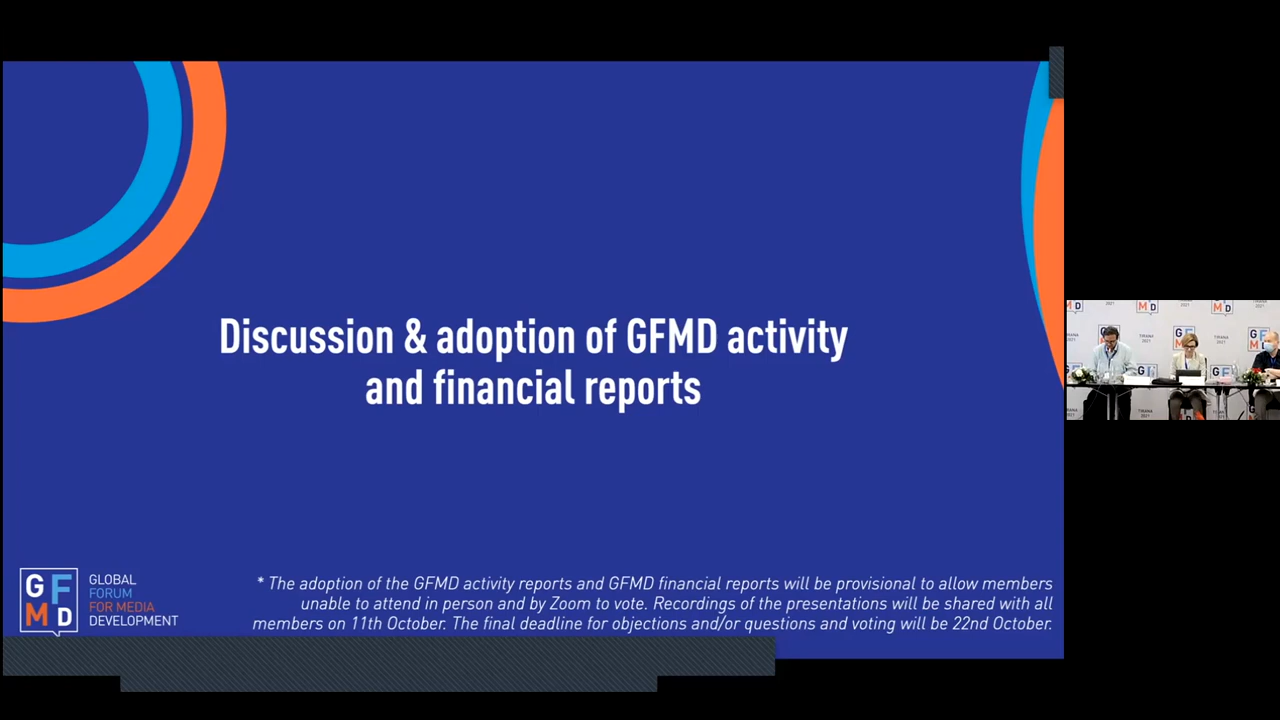 Discussion & adoption of GFMD activity
and financial reports
G F
M D
GLOBAL
FORUM
FOR MEDIA
DEVELOPMENT
* The adoption of the GFMD activity reports and GFMD financial reports will be provisional to allow members
unable to attend in person and by Zoom to vote. Recordings of the presentations will be shared with all
members on 11th October. The final deadline for objections and/or questions and voting will be 22nd October.
M D
TIRANA
2021